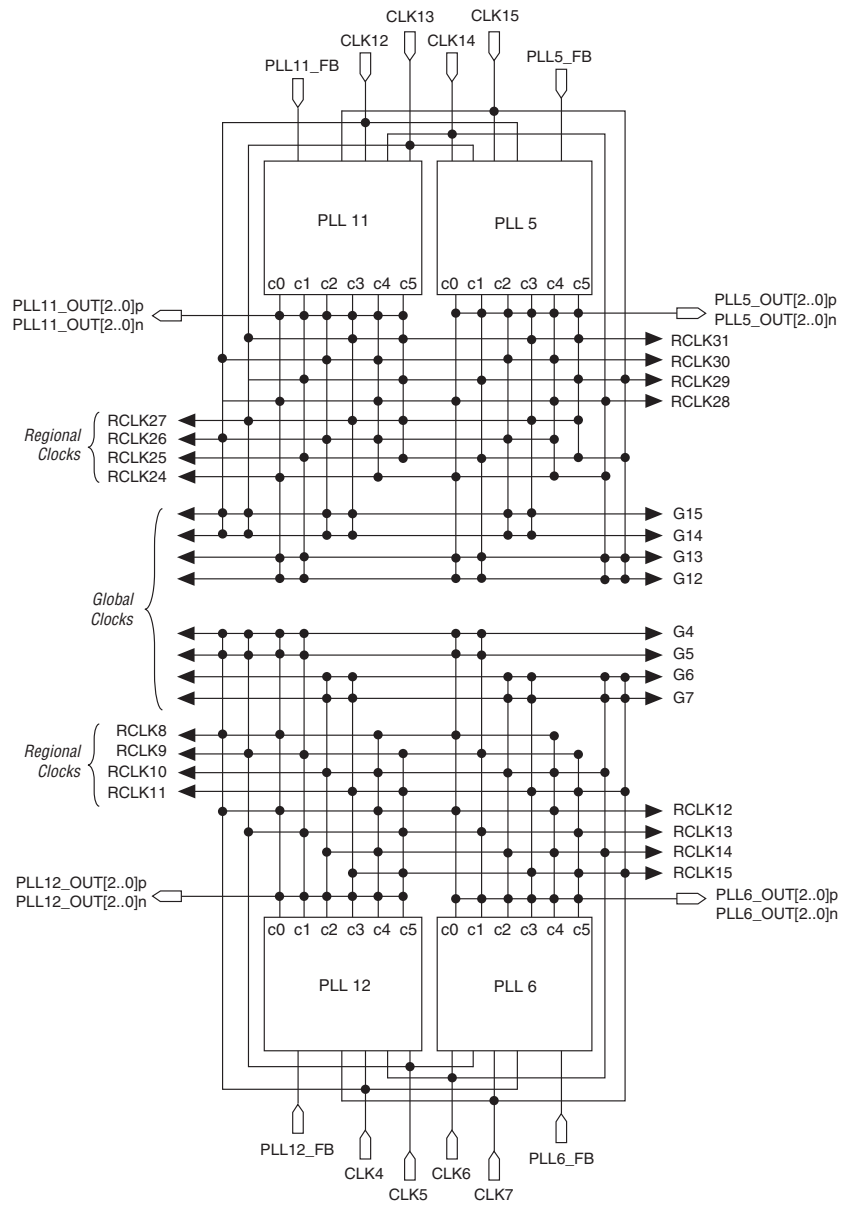 CLK13
CLK15
CLK12
CLK14
PLL11_FB
PLL5_FB
PLL 11
PLL 5
c0 c1 c2 c3 c4 c5
c0 c1 c2 c3 c4 c5
PLL11_OUT[2..0]p
PLL11_OUT[2..0]n
PLL5_OUT[2..0]p
PLL5_OUT[2..0]n
RCLK31
RCLK30
RCLK29
RCLK28
Regional
Clocks
RCLK27
RCLK26
RCLK25
RCLK24
G15
G14
G13
G12
Global
Clocks
G4
G5
G6
G7
Regional
Clocks
RCLK8
RCLK9
RCLK10
RCLK11
RCLK12
RCLK13
RCLK14
RCLK15
PLL12_OUT[2..0]p
PLL12_OUT[2..0]n
PLL6_OUT[2..0]p
PLL6_OUT[2..0]n
c0 c1 c2 c3 c4 c5
c0 c1 c2 c3 c4 c5
PLL 12
PLL 6
PLL12_FB
PLL6_FB
CLK4
CLK6
CLK5
CLK7